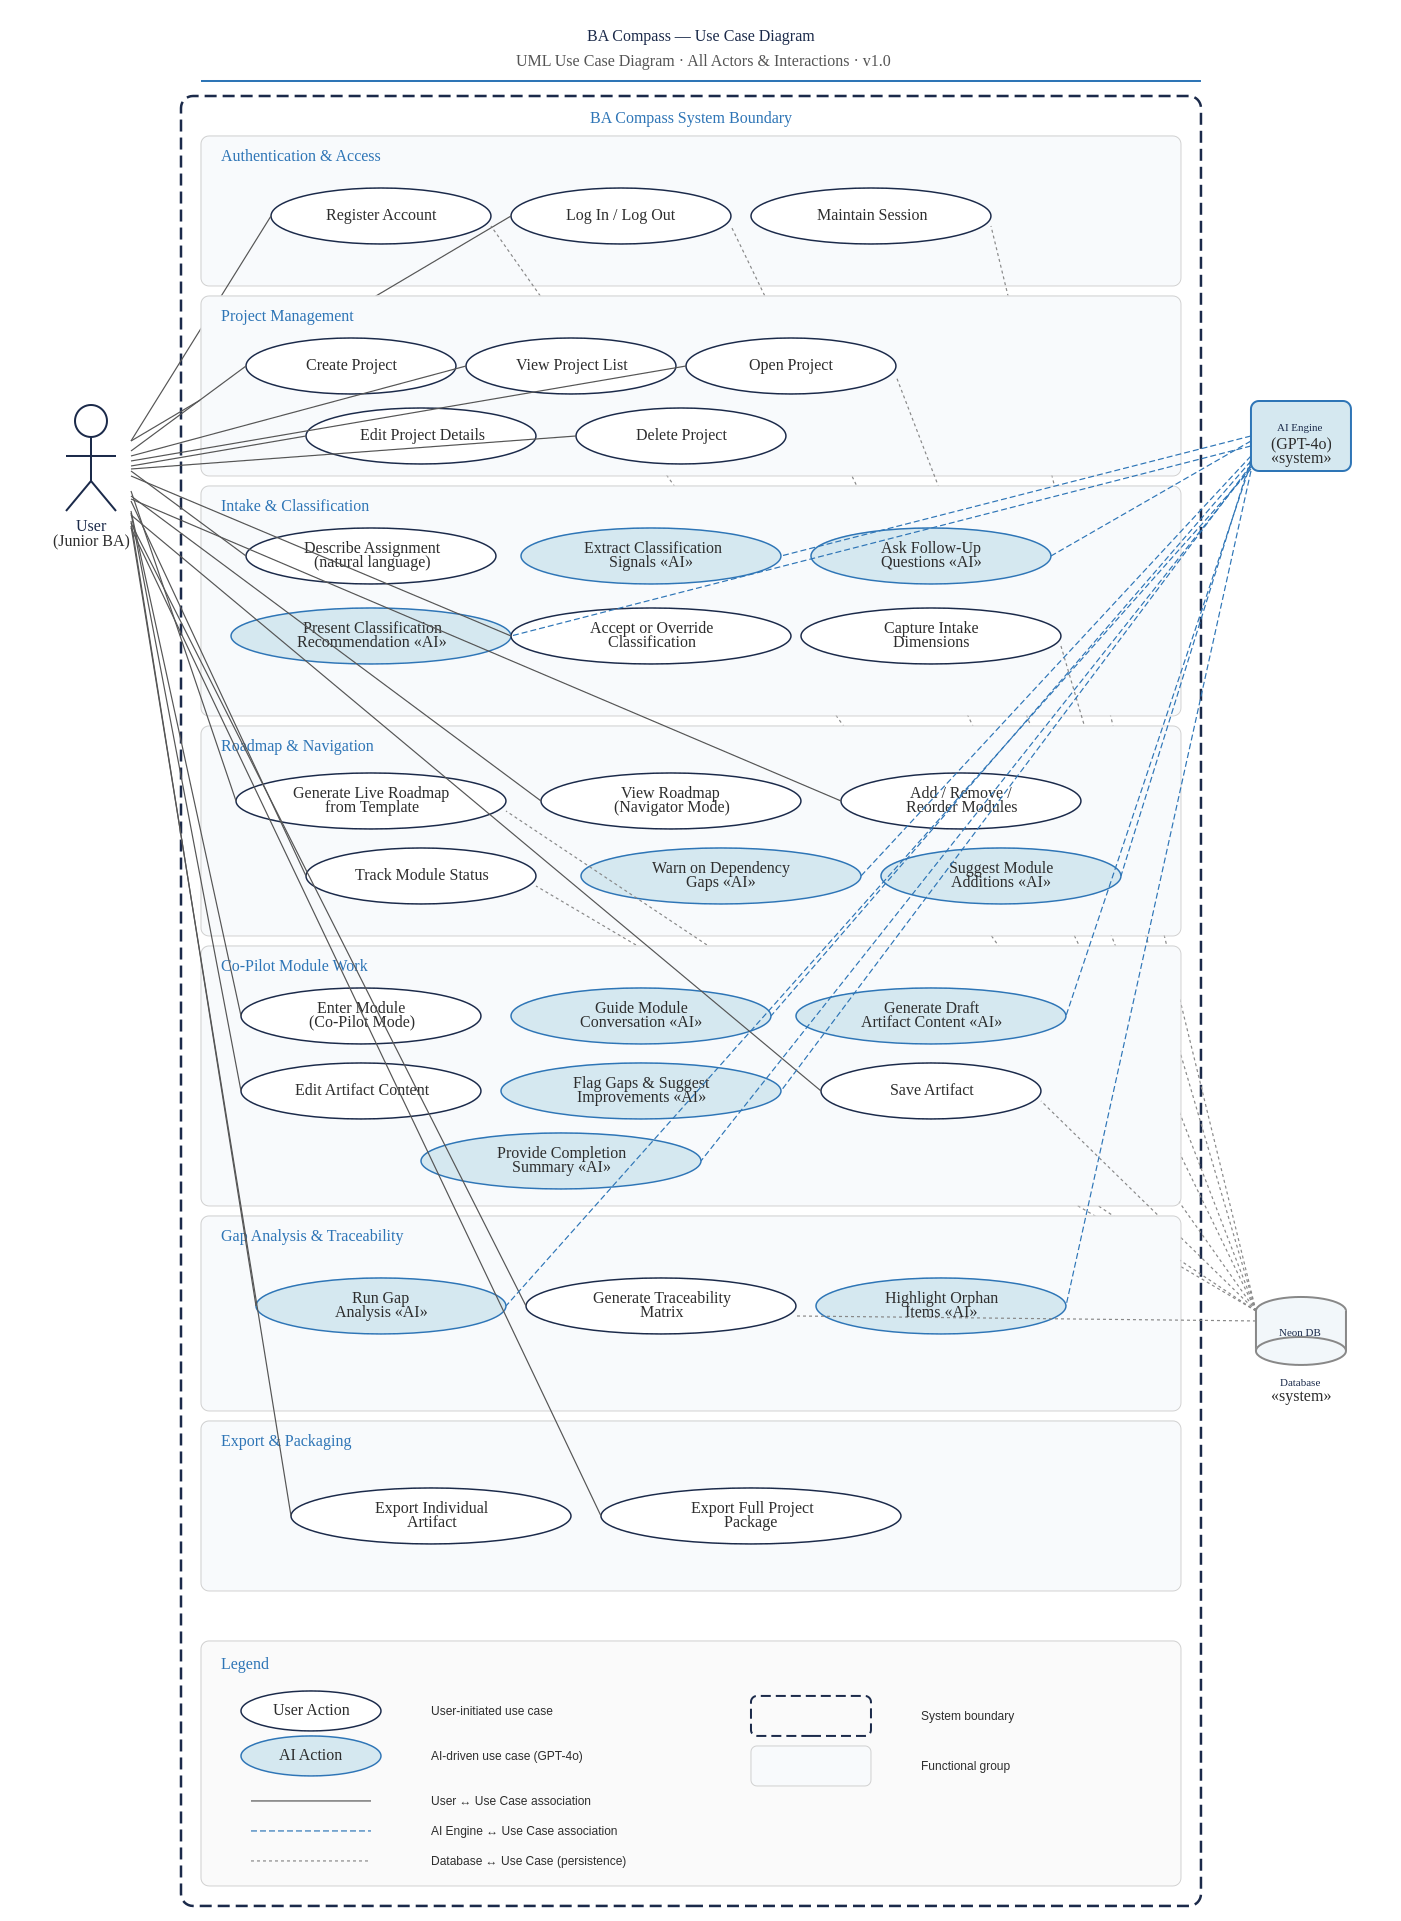 BA Compass — Use Case Diagram
UML Use Case Diagram · All Actors & Interactions · v1.0
BA Compass System Boundary
Authentication & Access
Register Account
Log In / Log Out
Maintain Session
Project Management
Create Project
View Project List
Open Project
Edit Project Details
Delete Project
User
(Junior BA)
AI Engine
(GPT-4o)
«system»
Intake & Classification
Describe Assignment
(natural language)
Extract Classification
Signals «AI»
Ask Follow-Up
Questions «AI»
Present Classification
Recommendation «AI»
Accept or Override
Classification
Capture Intake
Dimensions
Roadmap & Navigation
Generate Live Roadmap
from Template
View Roadmap
(Navigator Mode)
Add / Remove /
Reorder Modules
Track Module Status
Warn on Dependency
Gaps «AI»
Suggest Module
Additions «AI»
Co-Pilot Module Work
Enter Module
(Co-Pilot Mode)
Guide Module
Conversation «AI»
Generate Draft
Artifact Content «AI»
Edit Artifact Content
Flag Gaps & Suggest
Improvements «AI»
Save Artifact
Provide Completion
Summary «AI»
Gap Analysis & Traceability
Run Gap
Analysis «AI»
Generate Traceability
Matrix
Highlight Orphan
Items «AI»
Neon DB
Database
«system»
Export & Packaging
Export Individual
Artifact
Export Full Project
Package
Legend
User Action
User-initiated use case
System boundary
AI Action
AI-driven use case (GPT-4o)
Functional group
User ↔ Use Case association
AI Engine ↔ Use Case association
Database ↔ Use Case (persistence)